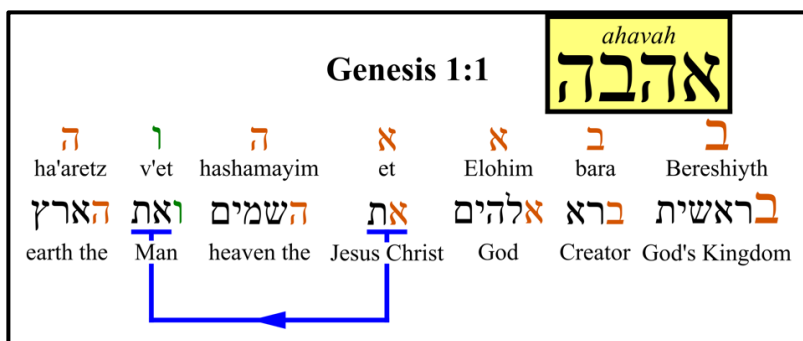 ahavah
אהבה
Genesis 1:1
ב ב א א ה ו ה
ha'aretz v'et hashamayim et Elohim bara Bereshiyth
בראשית ברא אלהים את השמים ואת הארץ
earth the Man heaven the Jesus Christ God Creator God's Kingdom